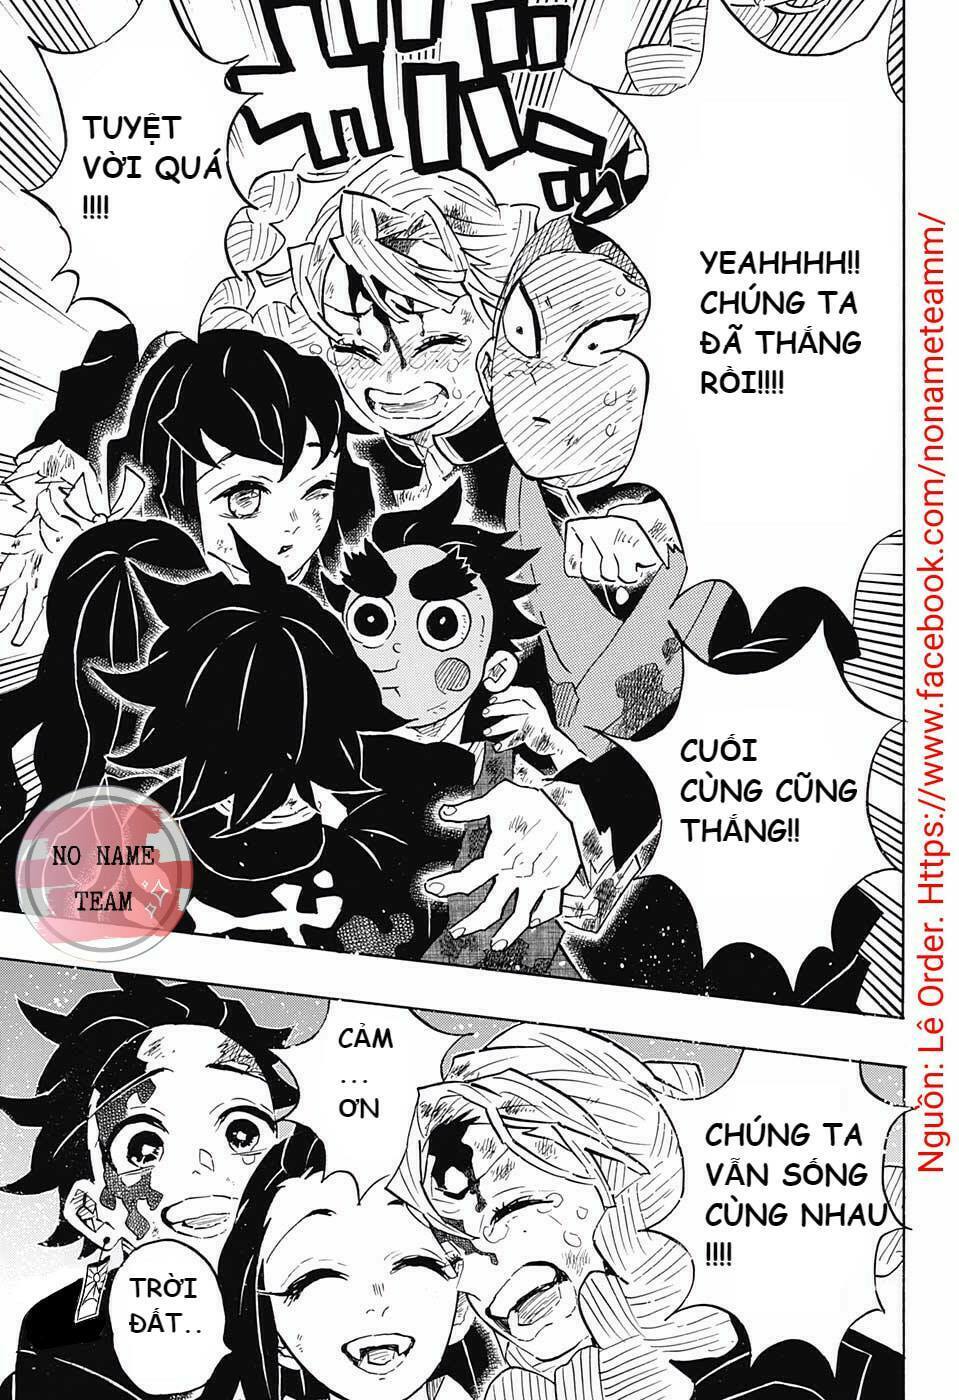 TUYỆT
VỜI QUÁ
!!!!
YEAHHHH!!
CHÚNG TA
ĐÃ THẮNG
RỒI!!!!
CUỐI
CÙNG CŨNG
THẮNG!!
NO NAME
TEAM
CẢM
...
ƠN
TRỜI
ĐẤT..
CHÚNG TA
VẪN SỐNG
CÙNG NHAU
!!!!
Nguồn: Lê Order. Https://www.facebook.com/nonameteamm/